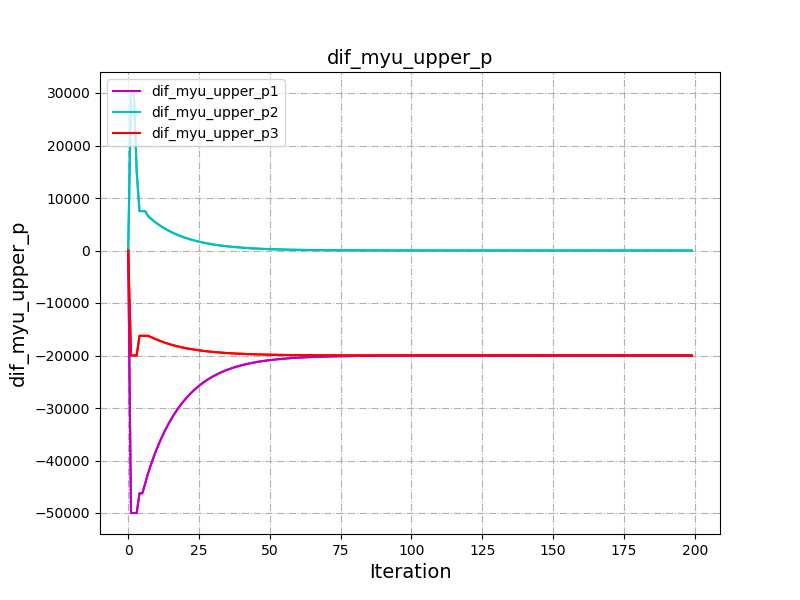 dif_myu_upper_p
dif_myu_upper_p1
dif_myu_upper_p2
dif_myu_upper_p3
30000
20000
10000
0
−10000
−20000
−30000
−40000
−50000
dif_myu_upper_p
0 25 50 75 100 125 150 175 200
Iteration